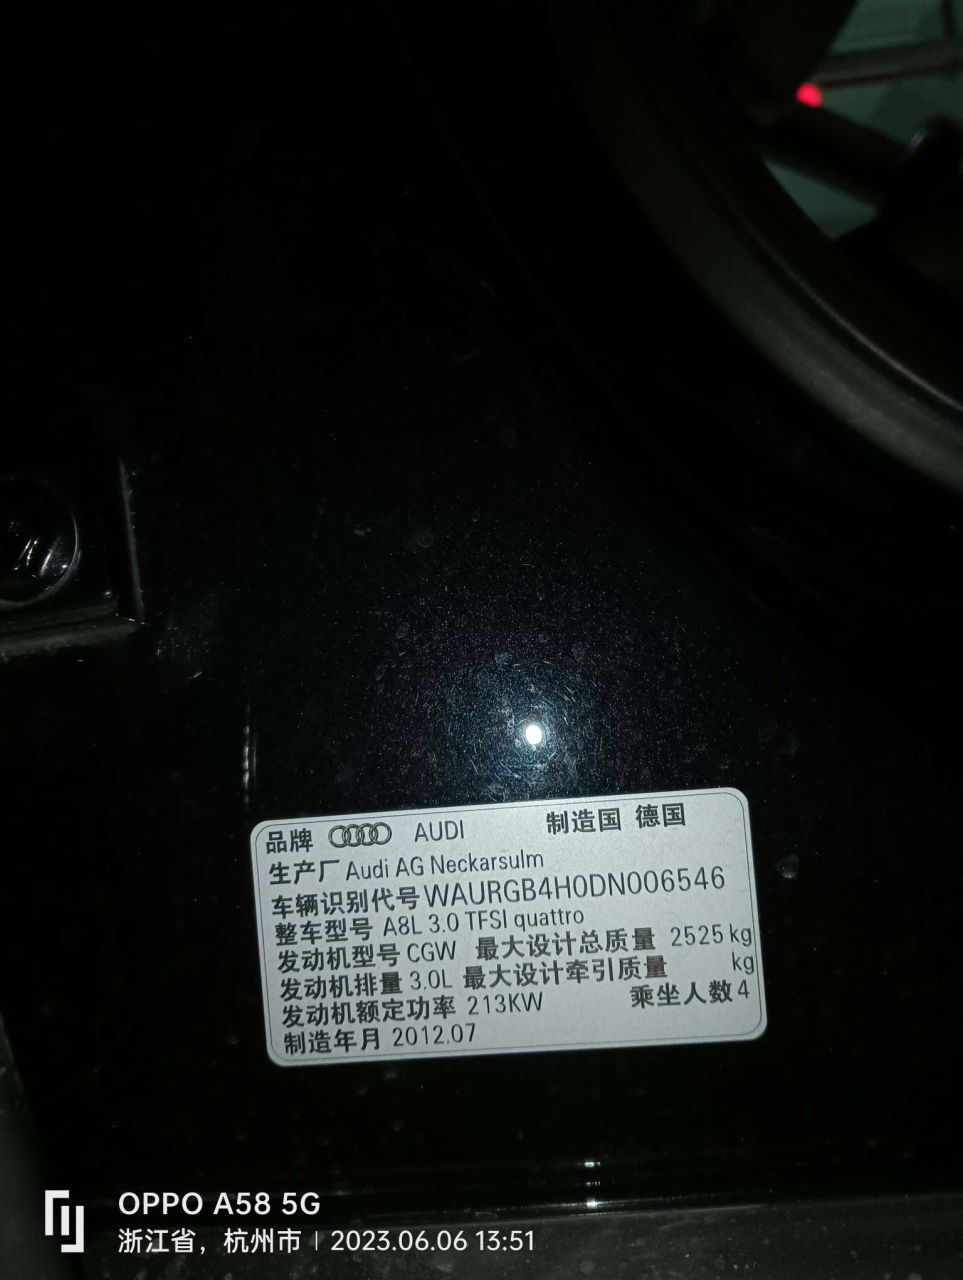 品牌 AUDI 制造国 德国
生产厂 Audi AG Neckarsulm
车辆识别代号 WAURGB4H0DN006546
整车型号 A8L 3.0 TFSI quattro
发动机型号 CGW 最大设计总质量 2525 kg
发动机排量 3.0L 最大设计牵引质量 kg
发动机额定功率 213KW 乘坐人数 4
制造年月 2012.07
OPPO A58 5G
浙江省，杭州市 | 2023.06.06 13:51